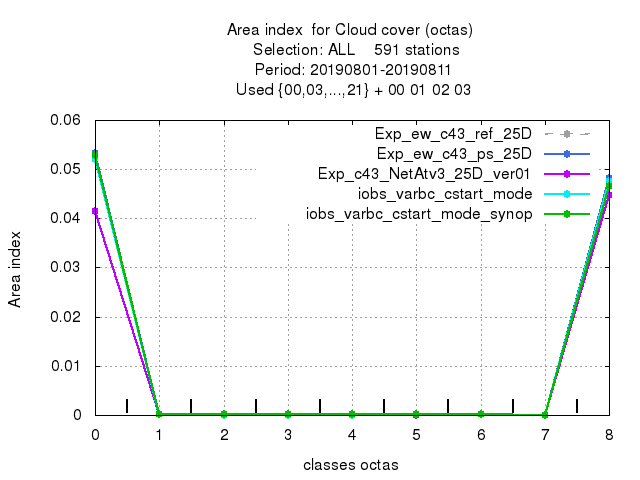 Area index  for Cloud cover (octas)
Selection: ALL    591 stations
Period: 20190801-20190811
Used {00,03,...,21} + 00 01 02 03
Exp_ew_c43_ref_25D
Exp_ew_c43_ps_25D
Exp_c43_NetAtv3_25D_ver01
iobs_varbc_cstart_mode
iobs_varbc_cstart_mode_synop
Area index
0.06
0.05
0.04
0.03
0.02
0.01
0
0 1 2 3 4 5 6 7 8
classes octas